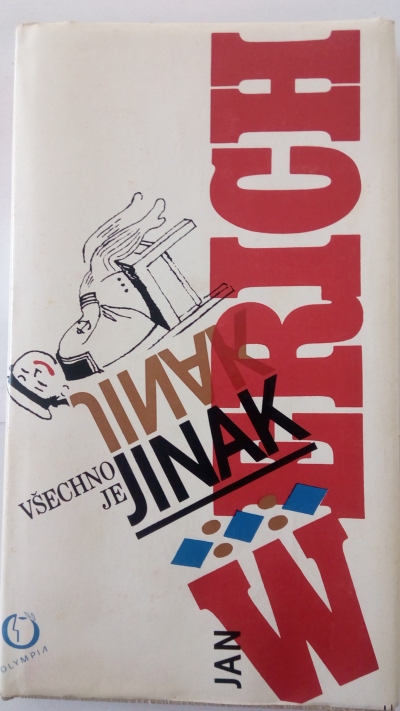 JAN
WERICH
VŠECHNO
JE
JINAK
JINAK
OLYMPIA